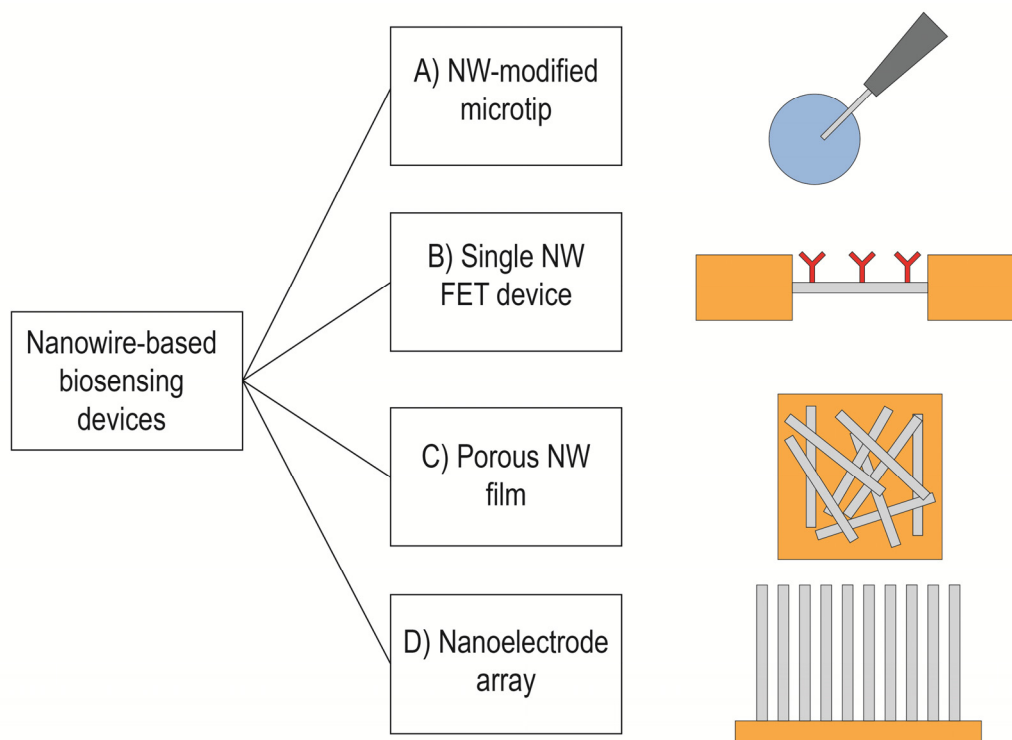 Nanowire-based
biosensing
devices
A) NW-modified
microtip
B) Single NW
FET device
C) Porous NW
film
D) Nanoelectrode
array